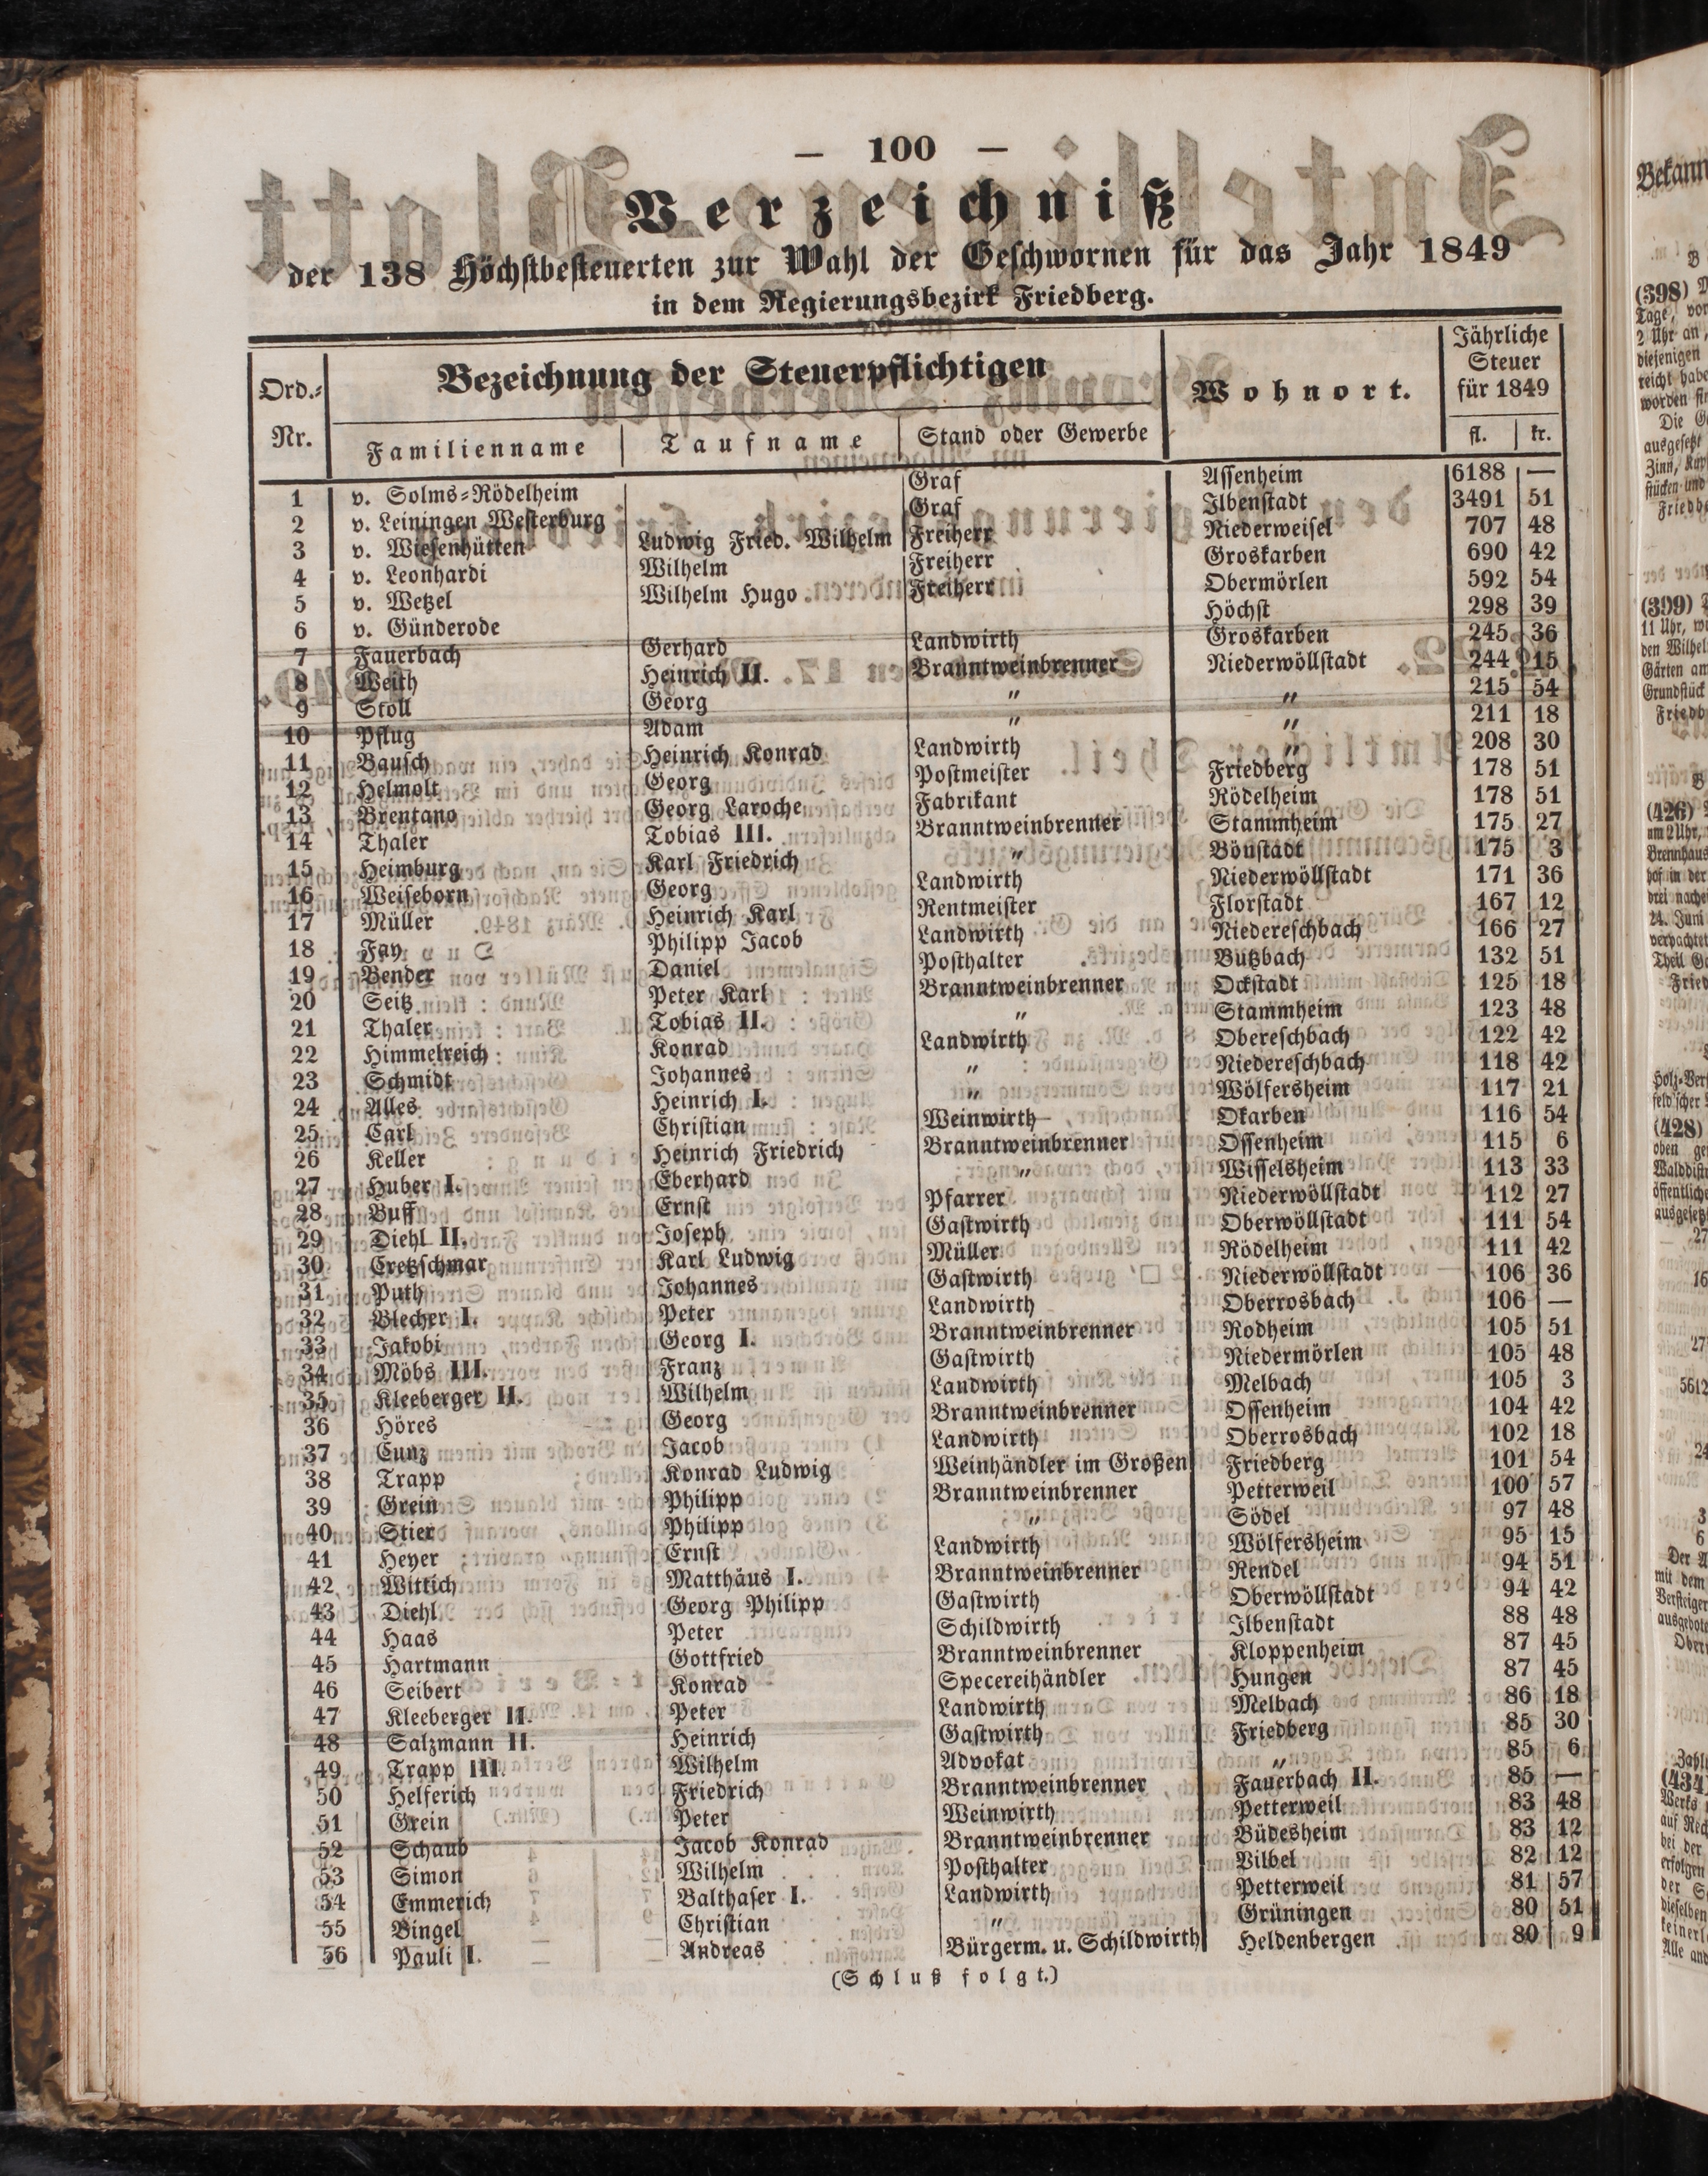 — 100 —
Verzeichniß
der 138 Höchstbesteuerten zur Wahl der Geschwornen für das Jahr 1849
in dem Regierungsbezirk Friedberg.
Ord.= Nr. Bezeichnung der Steuerpflichtigen Wohnort. Jährliche Steuer für 1849
Familienname Taufname Stand oder Gewerbe fl. kr.
1 v. Solms=Rödelheim Graf Assenheim 6188 —
2 v. Leiningen Westerburg Graf Ilbenstadt 3491 51
3 v. Wiesenhütten Ludwig Fried. Wilhelm Freiherr Niederweisel 707 48
4 v. Leonhardi Wilhelm Freiherr Groskarben 690 42
5 v. Wetzel Wilhelm Hugo Freiherr Obermörlen 592 54
6 v. Günderode Höchst 298 39
7 Fauerbach Gerhard Landwirth Groskarben 245 36
8 Weith Heinrich II. Branntweinbrenner Niederwöllstadt 244 15
9 Stoll Georg " " 215 54
10 Pflug Adam " " 211 18
11 Bausch Heinrich Konrad Landwirth " 208 30
12 Helmolt Georg Postmeister Friedberg 178 51
13 Brentano Georg Laroche Fabrikant Rödelheim 178 51
14 Thaler Tobias III. Branntweinbrenner Stammheim 175 27
15 Heimburg Karl Friedrich " Bönstadt 175 3
16 Weiseborn Georg Landwirth Niederwöllstadt 171 36
17 Müller Heinrich Karl Rentmeister Florstadt 167 12
18 Fay Philipp Jacob Landwirth Niedereschbach 166 27
19 Bender Daniel Posthalter Butzbach 132 51
20 Seitz Peter Karl Branntweinbrenner Ockstadt 125 18
21 Thaler Tobias II. " Stammheim 123 48
22 Himmelreich Konrad Landwirth Obereschbach 122 42
23 Schmidt Johannes " Niedereschbach 118 42
24 Alles Heinrich I. " Wölfersheim 117 21
25 Carl Christian Weinwirth Okarben 116 54
26 Keller Heinrich Friedrich Branntweinbrenner Ossenheim 115 6
27 Huber I. Eberhard " Wisselsheim 113 33
28 Buff Ernst Pfarrer Niederwöllstadt 112 27
29 Diehl II. Joseph Gastwirth Oberwöllstadt 111 54
30 Cretzschmar Karl Ludwig Müller Rödelheim 111 42
31 Puth Johannes Gastwirth Niederwöllstadt 106 36
32 Blecher I. Peter Landwirth Oberrosbach 106 —
33 Jakobi Georg I. Branntweinbrenner Rodheim 105 51
34 Möbs III. Franz Gastwirth Niedermörlen 105 48
35 Kleeberger II. Wilhelm Landwirth Melbach 105 3
36 Höres Georg Branntweinbrenner Ossenheim 104 42
37 Cunz Jacob Landwirth Oberrosbach 102 18
38 Trapp Konrad Ludwig Weinhändler im Großen Friedberg 101 54
39 Grein Philipp Branntweinbrenner Petterweil 100 57
40 Stier Philipp " Södel 97 48
41 Heyer Ernst Landwirth Wölfersheim 95 15
42 Wittich Matthäus I. Branntweinbrenner Rendel 94 51
43 Diehl Georg Philipp Gastwirth Oberwöllstadt 94 42
44 Haas Peter Schildwirth Ilbenstadt 88 48
45 Hartmann Gottfried Branntweinbrenner Kloppenheim 87 45
46 Seibert Konrad Specereihändler Hungen 87 45
47 Kleeberger II. Peter Landwirth Melbach 86 18
48 Salzmann II. Heinrich Gastwirth Friedberg 85 30
49 Trapp III. Wilhelm Advokat " 85 6
50 Helferich Friedrich Branntweinbrenner Fauerbach II. 85 —
51 Grein Peter Weinwirth Petterweil 83 48
52 Schaub Jacob Konrad Branntweinbrenner Büdesheim 83 12
53 Simon Wilhelm Posthalter Vilbel 82 12
54 Emmerich Balthaser I. Landwirth Petterweil 81 57
55 Bingel Christian " Grüningen 80 51
56 Pauli I. Andreas Bürgerm. u. Schildwirth Heldenbergen 80 9
(Schluß folgt.)